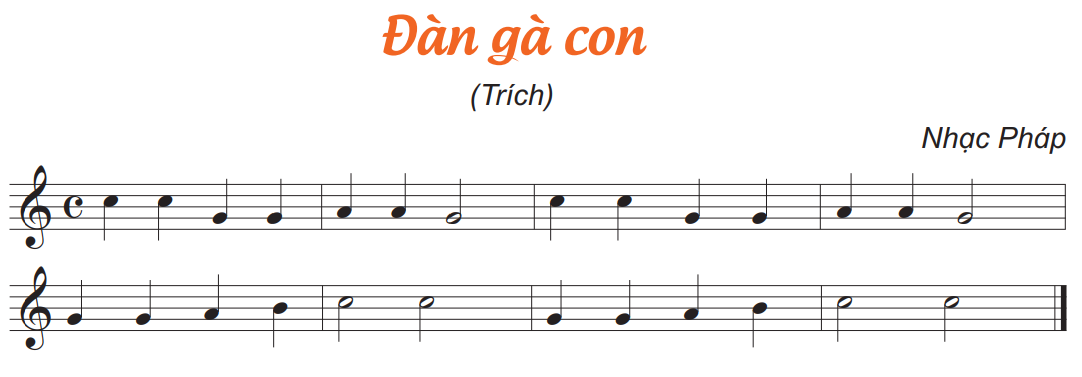 Đàn gà con
(Trích)
Nhạc Pháp